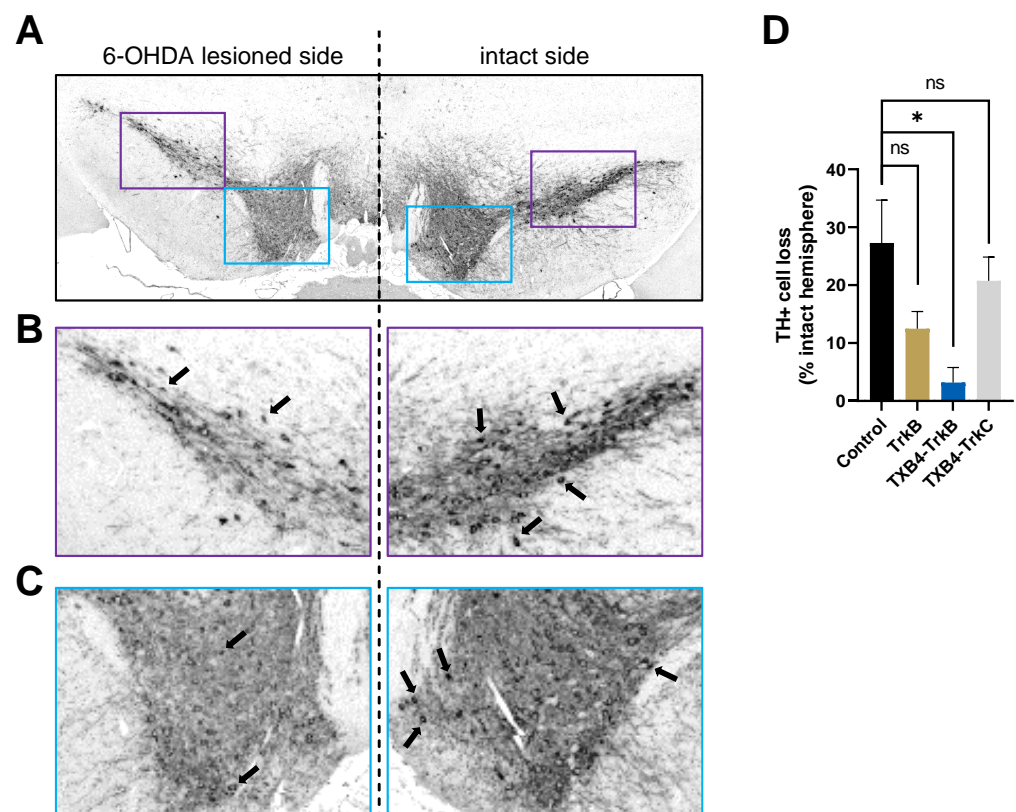 A
6-OHDA lesioned side
intact side
B
C
D
ns
*
ns
TH+ cell loss
(% intact hemisphere)
40
30
20
10
0
Control
TrkB
TXB4-TrkB
TXB4-TrkC